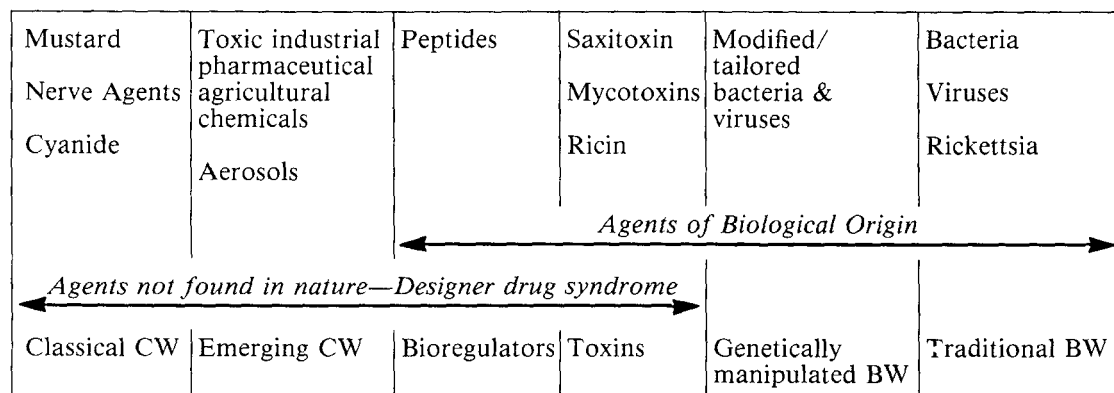 Mustard
Nerve Agents
Cyanide
Toxic industrial
pharmaceutical
agricultural
chemicals
Aerosols
Peptides
Saxitoxin
Mycotoxins
Ricin
Modified/
tailored
bacteria &
viruses
Bacteria
Viruses
Rickettsia
Agents of Biological Origin
Agents not found in nature—Designer drug syndrome
Classical CW
Emerging CW
Bioregulators
Toxins
Genetically
manipulated BW
Traditional BW